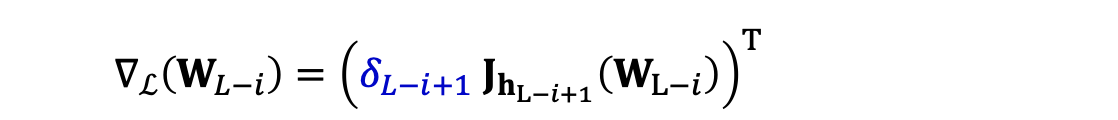 ∇_ℒ(𝐖_{L−i}) = (δ_{L−i+1} 𝐉_{𝐡_{L−i+1}}(𝐖_{L−i}))^T